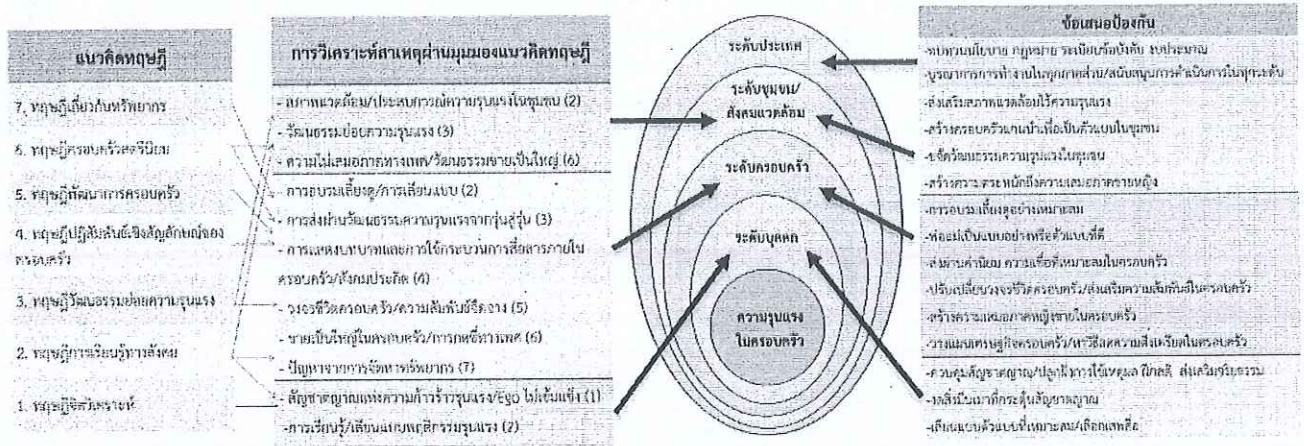 แนวคิดทฤษฎี
7. ทฤษฎีเกี่ยวกับทรัพยากร
6. ทฤษฎีครอบครัวสตรีนิยม
5. ทฤษฎีพัฒนาการครอบครัว
4. ทฤษฎีปฏิสัมพันธ์เชิงสัญลักษณ์ของ
ครอบครัว
3. ทฤษฎีวัฒนธรรมย่อยความรุนแรง
2. ทฤษฎีการเรียนรู้ทางสังคม
1. ทฤษฎีจิตวิเคราะห์
การวิเคราะห์สาเหตุผ่านมุมมองแนวคิดทฤษฎี
- สภาพแวดล้อม/ประสบการณ์ความรุนแรงในชุมชน (2)
- วัฒนธรรมย่อยความรุนแรง (3)
- ความไม่เสมอภาคทางเพศ/วัฒนธรรมชายเป็นใหญ่ (6)
- การอบรมเลี้ยงดู/การเลียนแบบ (2)
- การส่งผ่านวัฒนธรรมความรุนแรงจากรุ่นสู่รุ่น (3)
- การแสดงบทบาทและการใช้กระบวนการสื่อสารภายใน
ครอบครัว/สังคมประกิต (4)
- วงจรชีวิตครอบครัว/ความสัมพันธ์จืดจาง (5)
- ชายเป็นใหญ่ในครอบครัว/การกดขี่ทางเพศ (6)
- ปัญหาจากการจัดหาทรัพยากร (7)
- สัญชาตญาณแห่งความก้าวร้าวรุนแรง/Ego ไม่เข้มแข็ง (1)
-การเรียนรู้/เลียนแบบพฤติกรรมรุนแรง (2)
ระดับประเทศ
ระดับชุมชน/
สังคมแวดล้อม
ระดับครอบครัว
ระดับบุคคล
ความรุนแรง
ในครอบครัว
ข้อเสนอป้องกัน
-ทบทวนนโยบาย กฎหมาย ระเบียบข้อบังคับ งบประมาณ
-บูรณาการการทำงานในทุกภาคส่วน/สนับสนุนการดำเนินการในทุกระดับ
-ส่งเสริมสภาพแวดล้อมไร้ความรุนแรง
-สร้างครอบครัวแกนนำเพื่อเป็นตัวแบบในชุมชน
-ขจัดวัฒนธรรมความรุนแรงในชุมชน
-สร้างความตระหนักถึงความเสมอภาคชายหญิง
-การอบรมเลี้ยงดูอย่างเหมาะสม
-พ่อแม่เป็นแบบอย่างหรือตัวแบบที่ดี
-ส่งผ่านค่านิยม ความเชื่อที่เหมาะสมในครอบครัว
-ปรับเปลี่ยนวงจรชีวิตครอบครัว/ส่งเสริมความสัมพันธ์ในครอบครัว
-สร้างความเสมอภาคหญิงชายในครอบครัว
-วางแผนเศรษฐกิจครอบครัว/หาวิธีลดความตึงเครียดในครอบครัว
-ควบคุมสัญชาตญาณ/ปลูกฝังการใช้เหตุผล ฝึกสติ ส่งเสริมจริยธรรม
-งดสิ่งมึนเมาที่กระตุ้นสัญชาตญาณ
-เลียนแบบตัวแบบที่เหมาะสม/เลือกเสพสื่อ